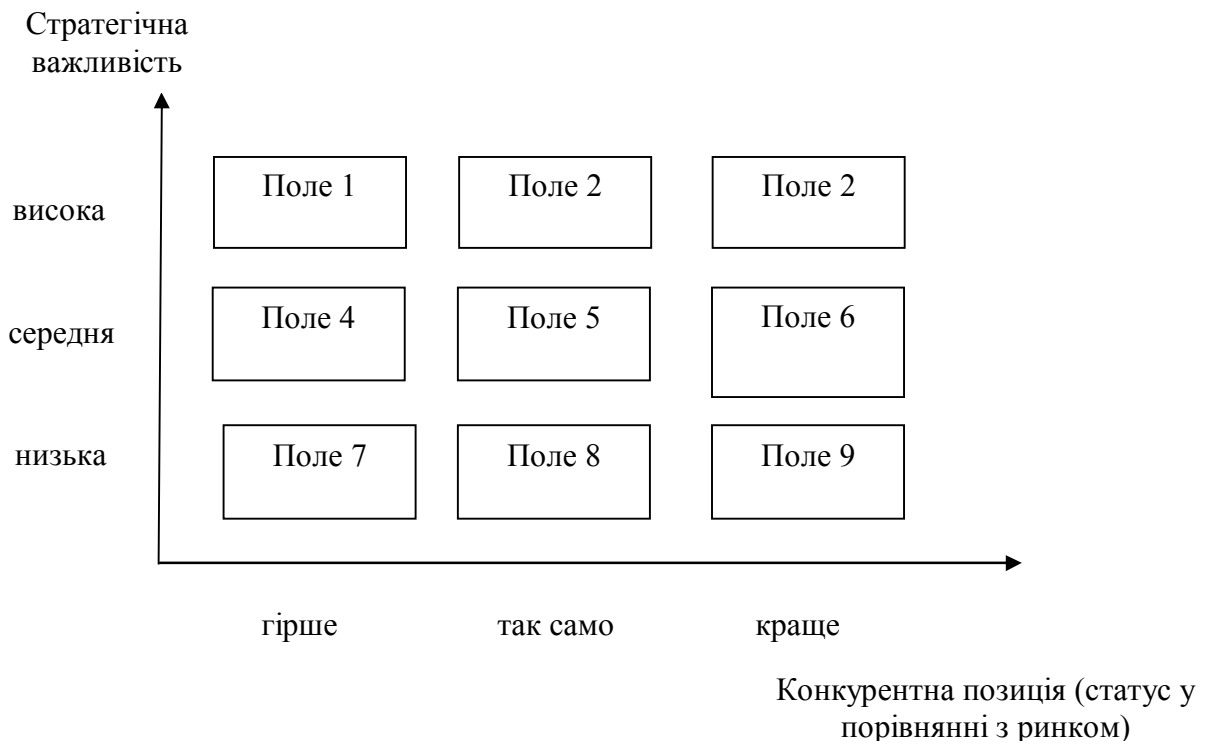 Стратегічна
важливість
висока
Поле 1
Поле 2
Поле 2
середня
Поле 4
Поле 5
Поле 6
низька
Поле 7
Поле 8
Поле 9
гірше
так само
краще
Конкурентна позиція (статус у
порівнянні з ринком)